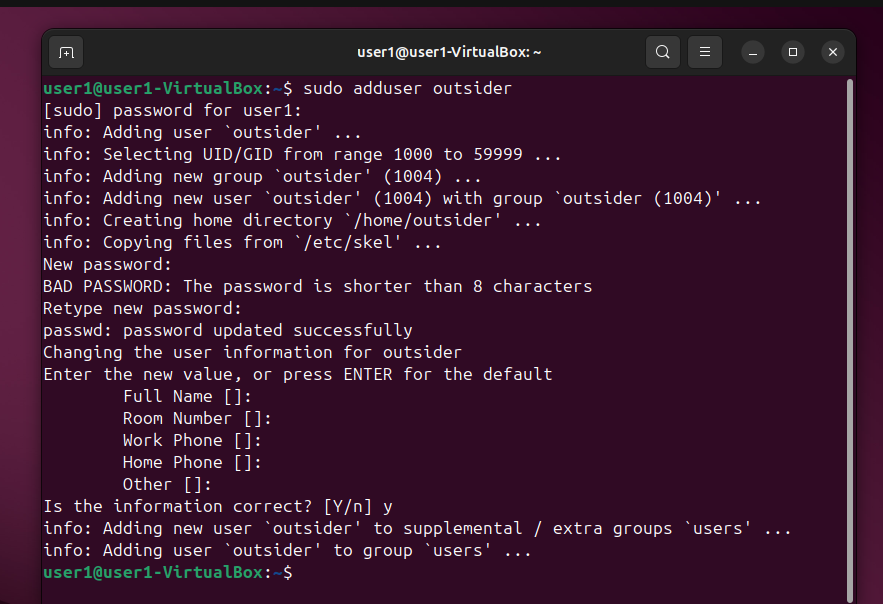 user1@user1-VirtualBox: ~
user1@user1-VirtualBox:~$ sudo adduser outsider
[sudo] password for user1:
info: Adding user `outsider' ...
info: Selecting UID/GID from range 1000 to 59999 ...
info: Adding new group `outsider' (1004) ...
info: Adding new user `outsider' (1004) with group `outsider (1004)' ...
info: Creating home directory `/home/outsider' ...
info: Copying files from `/etc/skel' ...
New password:
BAD PASSWORD: The password is shorter than 8 characters
Retype new password:
passwd: password updated successfully
Changing the user information for outsider
Enter the new value, or press ENTER for the default
        Full Name []:
        Room Number []:
        Work Phone []:
        Home Phone []:
        Other []:
Is the information correct? [Y/n] y
info: Adding new user `outsider' to supplemental / extra groups `users' ...
info: Adding user `outsider' to group `users' ...
user1@user1-VirtualBox:~$